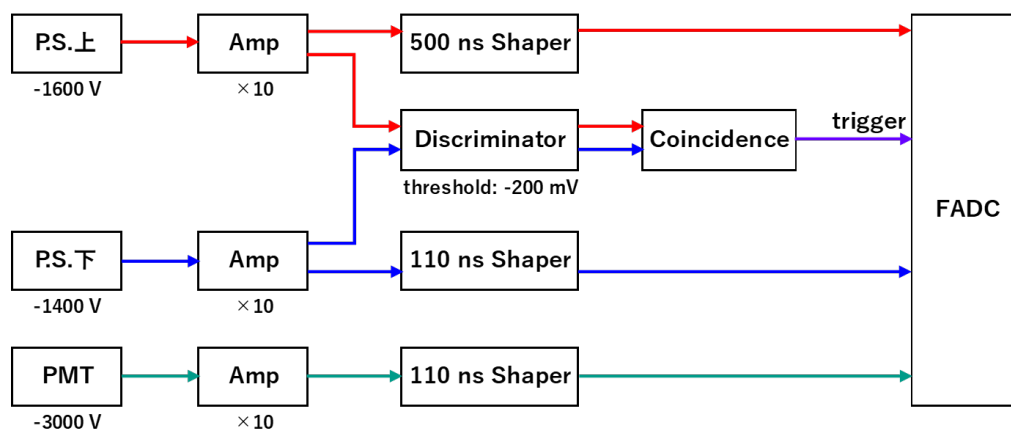 P.S.上
Amp
500 ns Shaper
-1600 V
×10
trigger
Discriminator
Coincidence
threshold: -200 mV
FADC
P.S.下
Amp
110 ns Shaper
-1400 V
×10
PMT
Amp
110 ns Shaper
-3000 V
×10